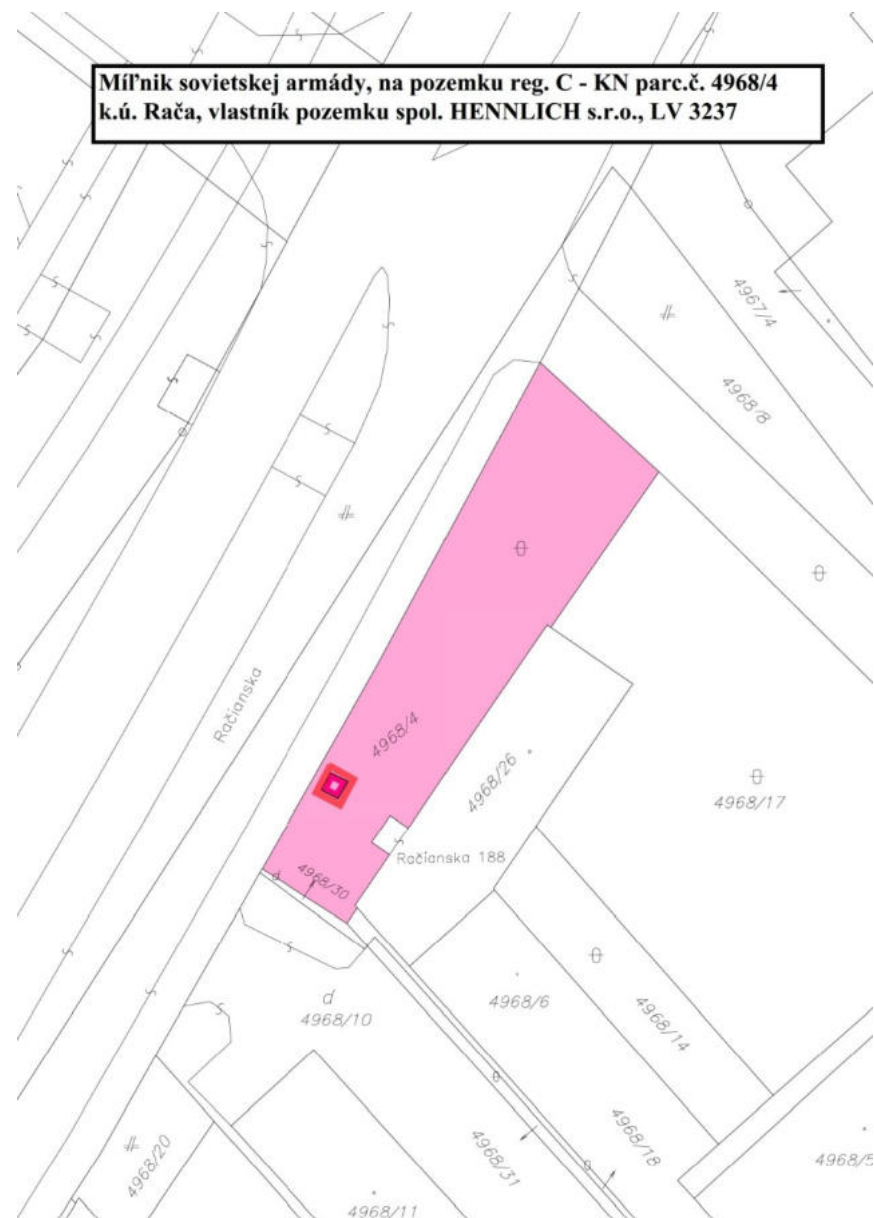 Míľnik sovietskej armády, na pozemku reg. C - KN parc.č. 4968/4
k.ú. Rača, vlastník pozemku spol. HENNLICH s.r.o., LV 3237
4967/4
4968/8
Račianska
4968/4
4968/26
4968/17
Račianska 188
4968/30
d
d
4968/10
4968/6
4968/14
4968/20
4968/31
4968/18
4968/5
4968/11